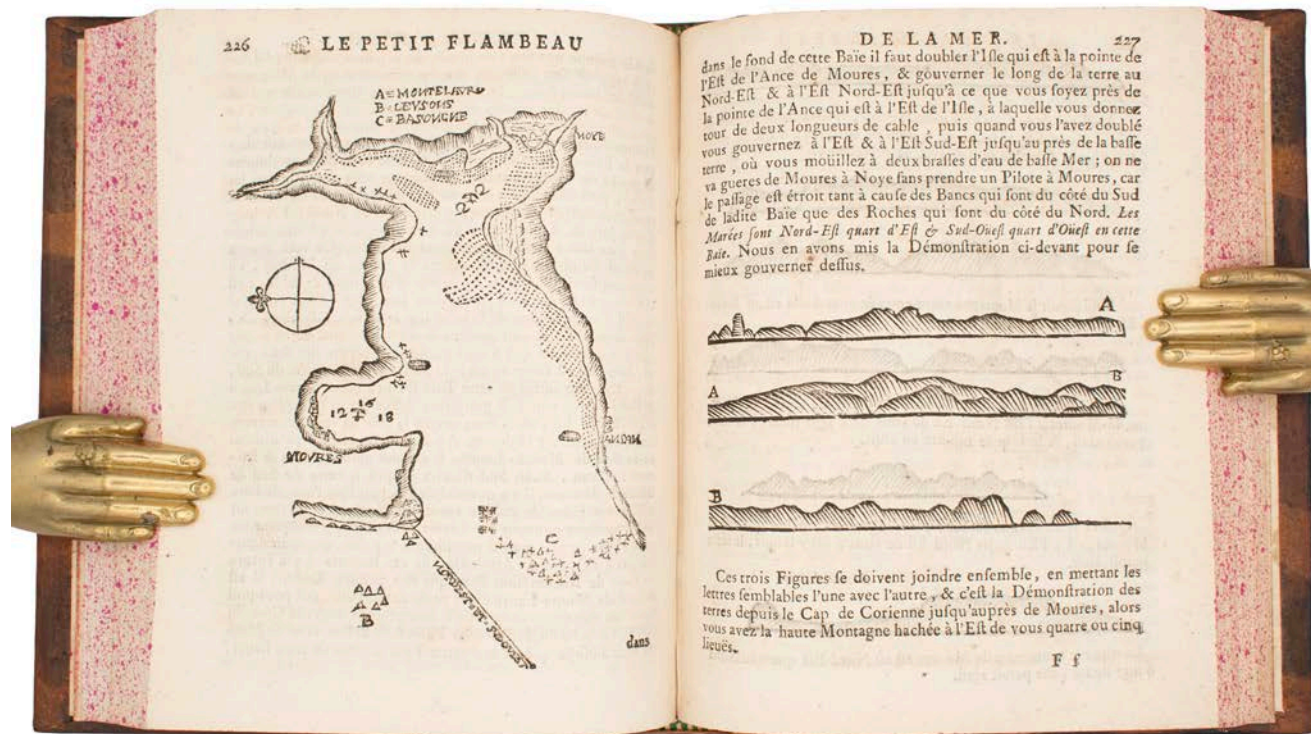 226 LE PETIT FLAMBEAU
A = MONTELAURD
B = LEUSONS
C = BASOUGNE
NOYE
12 12
15
12 18
MOURES
C
B
dans
DE LA MER. 227
dans le fond de cette Baïe il faut doubler l'Iſle qui eſt à la pointe de
l'Eſt de l'Ance de Moures, & gouverner le long de la terre au
Nord-Eſt & à l'Eſt Nord-Eſt juſqu'à ce que vous ſoyez près de
la pointe de l'Ance qui eſt à l'Eſt de l'Iſle, à laquelle vous donnez
tour de deux longueurs de cable, puis quand vous l'avez doublé
vous gouvernez à l'Eſt & à l'Eſt Sud-Eſt juſqu'au près de la baſſe
terre, où vous moüillez à deux braſſes d'eau de baſſe Mer ; on ne
va gueres de Moures à Noye ſans prendre un Pilote à Moures, car
le paſſage eſt étroit tant à cauſe des Bancs qui ſont du côté du Sud
de ladite Baïe que des Roches qui ſont du côté du Nord. Les
Marées ſont Nord-Eſt quart d'Eſt & Sud-Oüeſt quart d'Oüeſt en cette
Baïe. Nous en avons mis la Démonſtration ci-devant pour ſe
mieux gouverner deſſus.
A
A B
B
Ces trois Figures ſe doivent joindre enſemble, en mettant les
lettres ſemblables l'une avec l'autre, & c'eſt la Démonſtration des
terres depuis le Cap de Corienne juſqu'auprès de Moures, alors
vous avez la haute Montagne hachée à l'Eſt de vous quatre ou cinq
lieuës.
F f